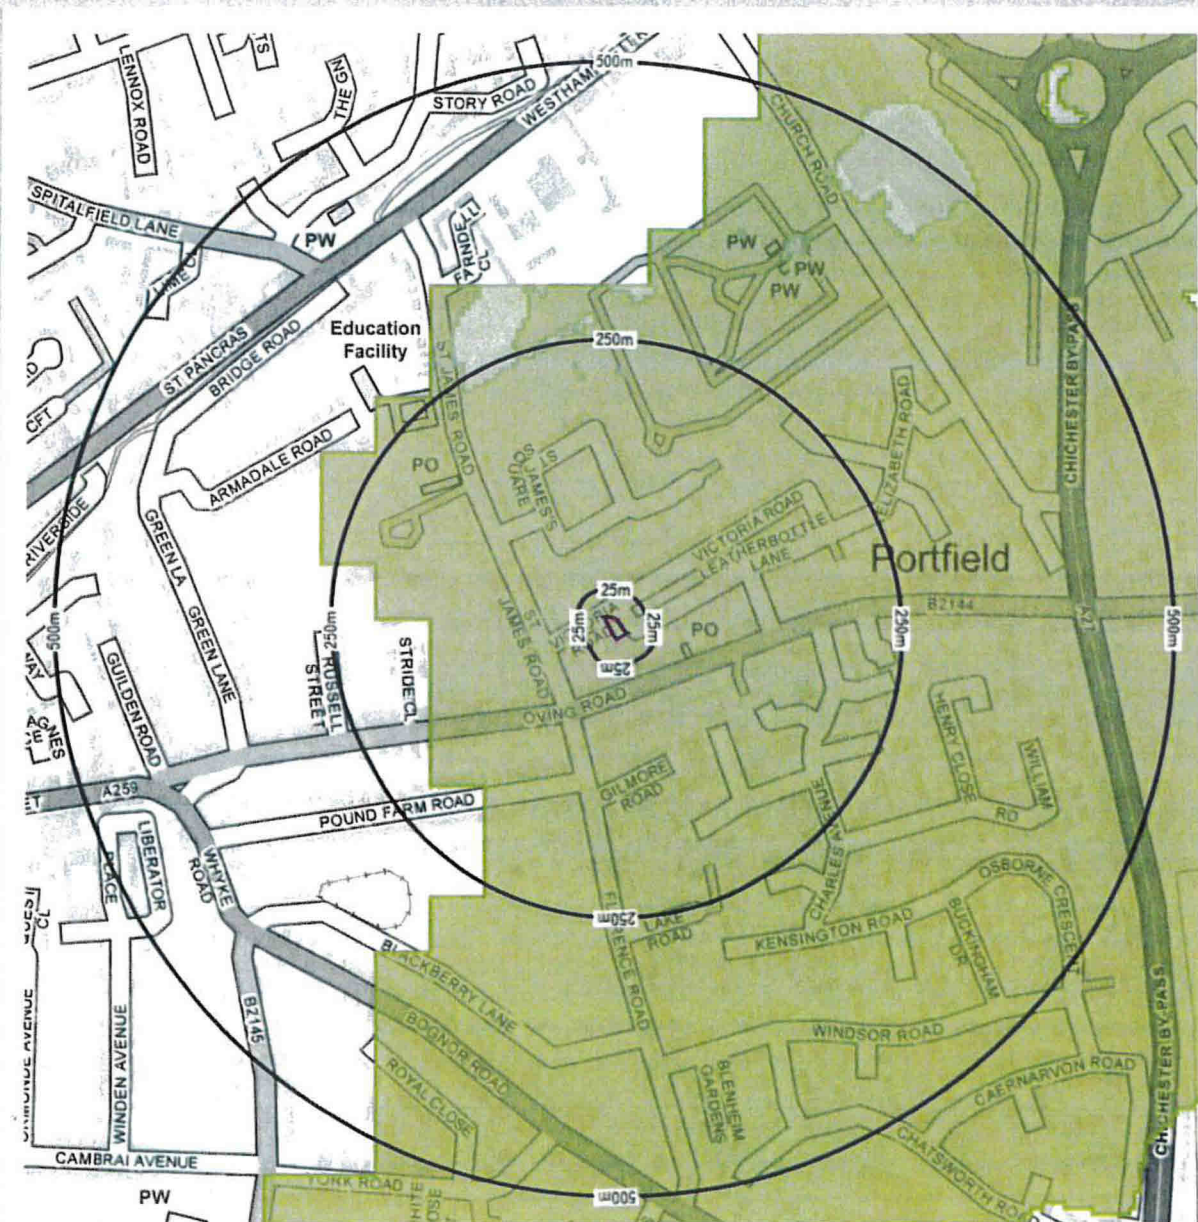 LENNOX ROAD
THE GN
STORY ROAD
500m
CHURCH ROAD
SPITALFIELD LANE
PW
LIME CL
PW
PW
PW
ST PANCRAS
BRIDGE ROAD
Education
Facility
250m
ST JAMES ROAD
CHICHESTER BY-PASS
ELIZABETH ROAD
ARMADALE ROAD
PO
RIVERSIDE
GREEN LA
VICTORIA ROAD
LEATHERBOTTLE
LANE
Portfield
25m
25m
25m
25m
PO
B2144
A27
500m
250m
250m
500m
GREEN LANE
GUILDEN ROAD
RUSSELL
STREET
STRIDE CL
ST
JAMES ROAD
OVING ROAD
HENRY CLOSE
WILLIAM
RD
A259
GILMORE
ROAD
POUND FARM ROAD
CHARLES AVENUE
LIBERATOR
PLACE
WHYKE
ROAD
OSBORNE CRESCENT
250m
LAKE
ROAD
KENSINGTON ROAD
BUCKINGHAM
DR
FLORENCE ROAD
BLACKBERRY LANE
BOGNOR ROAD
WINDSOR ROAD
B2145
WINDEN AVENUE
ROYAL CLOSE
BLENHEIM
GARDENS
CAERNARVON ROAD
CHICHESTER BY-PASS
CHATSWORTH ROAD
CAMBRAI AVENUE
YORK ROAD
500m
PW